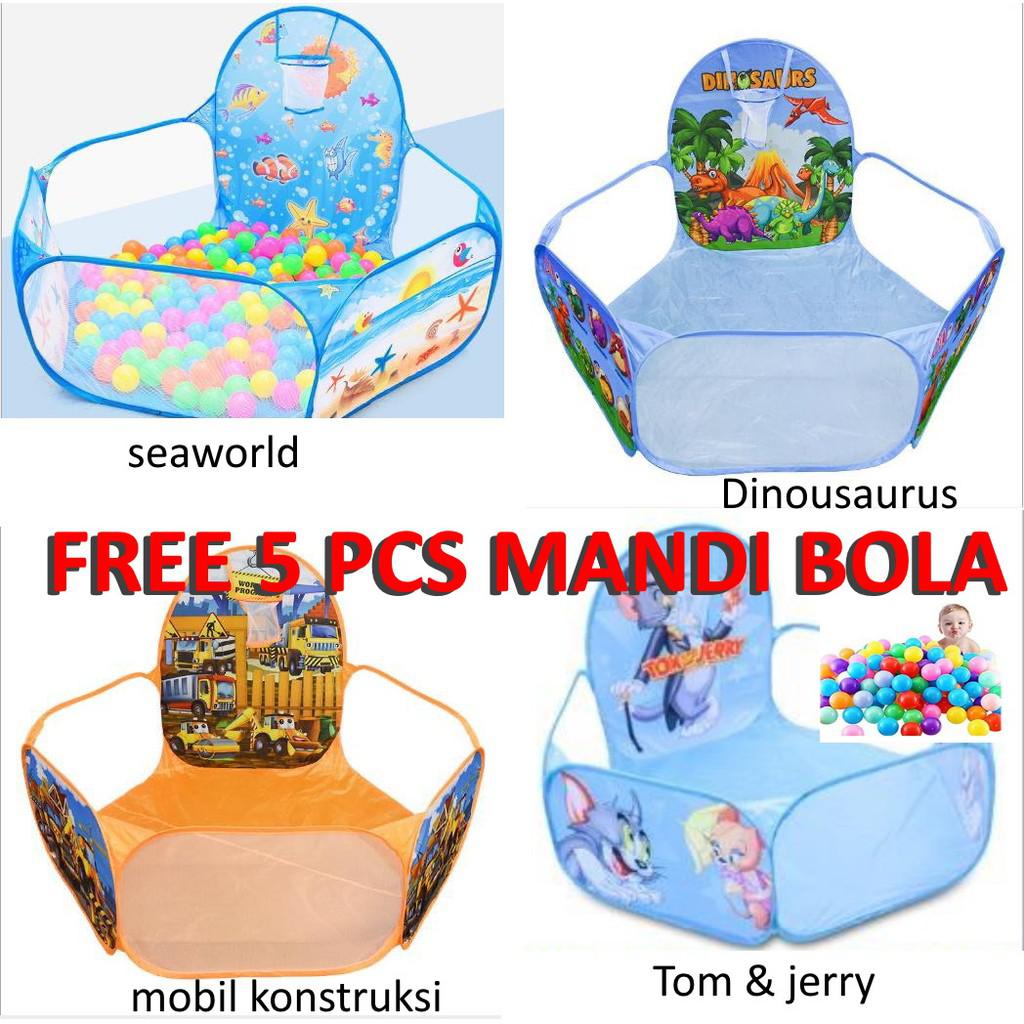 DINOSAURS
seaworld
Dinousaurus
FREE 5 PCS MANDI BOLA
TOM AND JERRY
mobil konstruksi
Tom & jerry